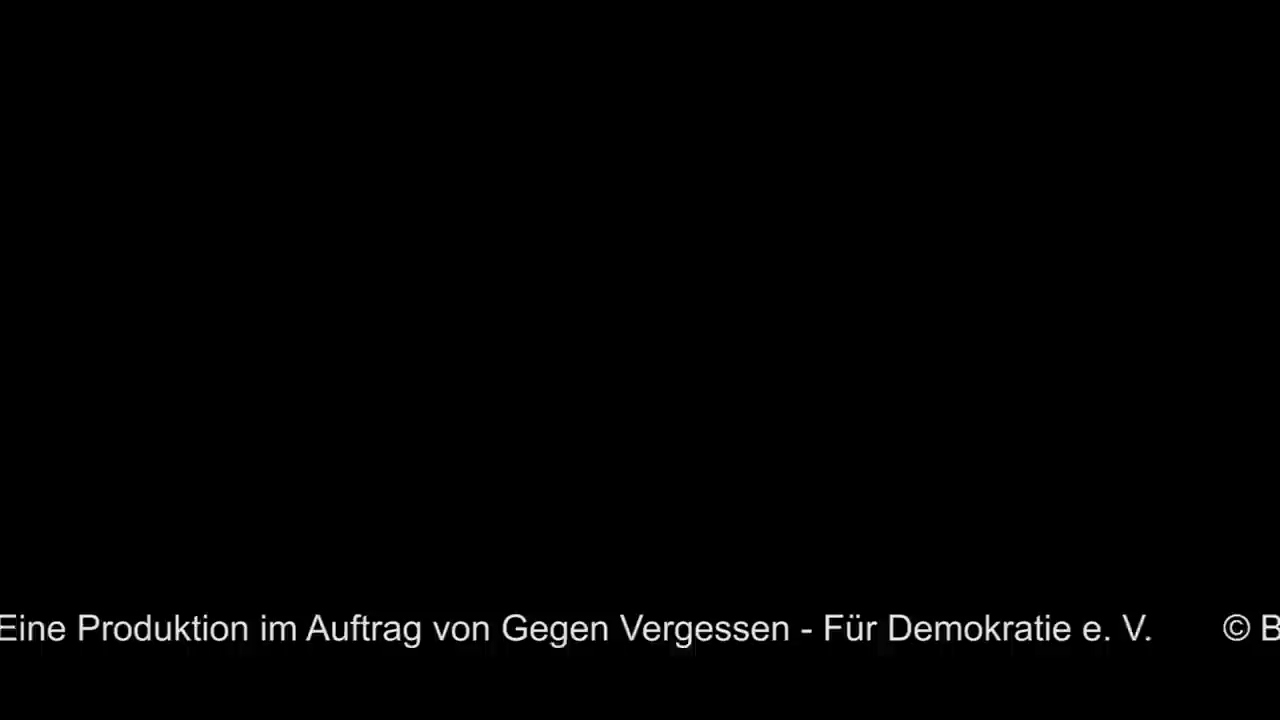 Eine Produktion im Auftrag von Gegen Vergessen - Für Demokratie e. V. ©